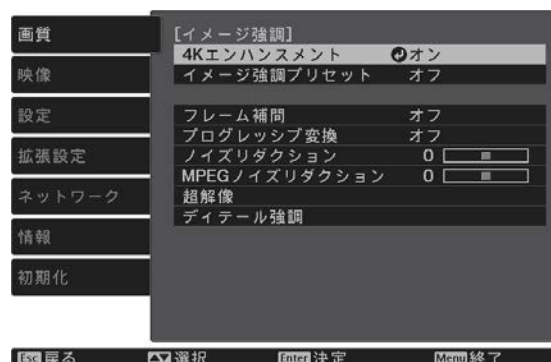 画質
映像
設定
拡張設定
ネットワーク
情報
初期化
[イメージ強調]
4Kエンハンスメント オン
イメージ強調プリセット オフ
フレーム補間 オフ
プログレッシブ変換 オフ
ノイズリダクション 0
MPEGノイズリダクション 0
超解像
ディテール強調
Esc 戻る 選択 Enter 決定 Menu 終了